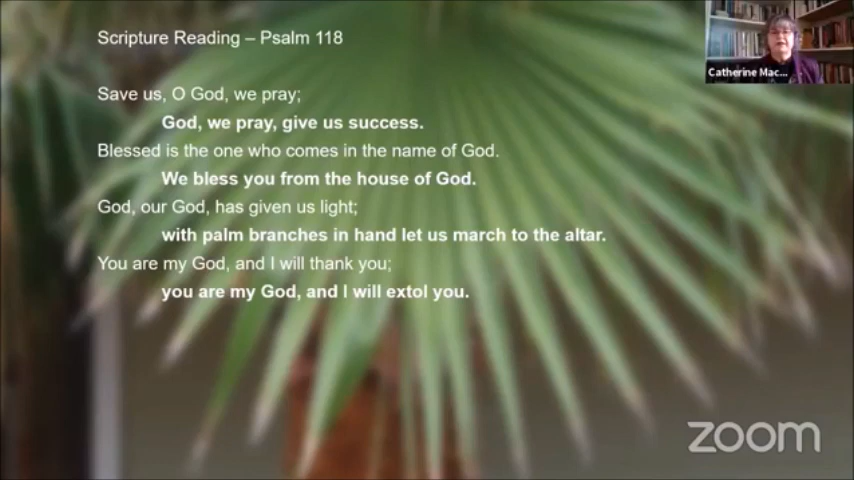 Scripture Reading – Psalm 118
Catherine Mac...
Save us, O God, we pray;
God, we pray, give us success.
Blessed is the one who comes in the name of God.
We bless you from the house of God.
God, our God, has given us light;
with palm branches in hand let us march to the altar.
You are my God, and I will thank you;
you are my God, and I will extol you.
zoom